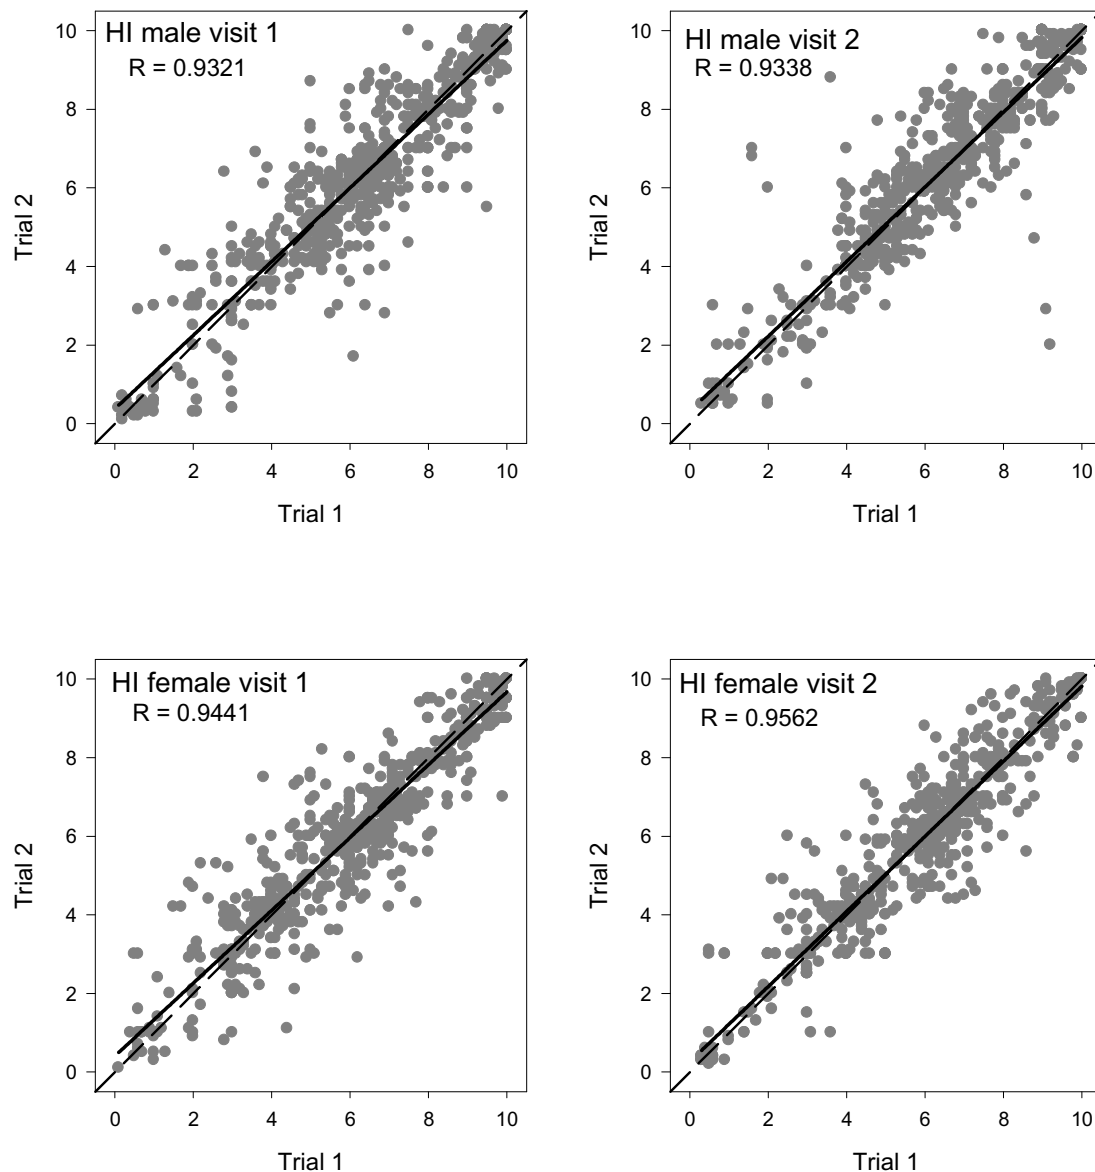 HI male visit 1
R = 0.9321
10
8
6
4
2
0
Trial 2
0 2 4 6 8 10
Trial 1
HI male visit 2
R = 0.9338
10
8
6
4
2
0
Trial 2
0 2 4 6 8 10
Trial 1
HI female visit 1
R = 0.9441
10
8
6
4
2
0
Trial 2
0 2 4 6 8 10
Trial 1
HI female visit 2
R = 0.9562
10
8
6
4
2
0
Trial 2
0 2 4 6 8 10
Trial 1